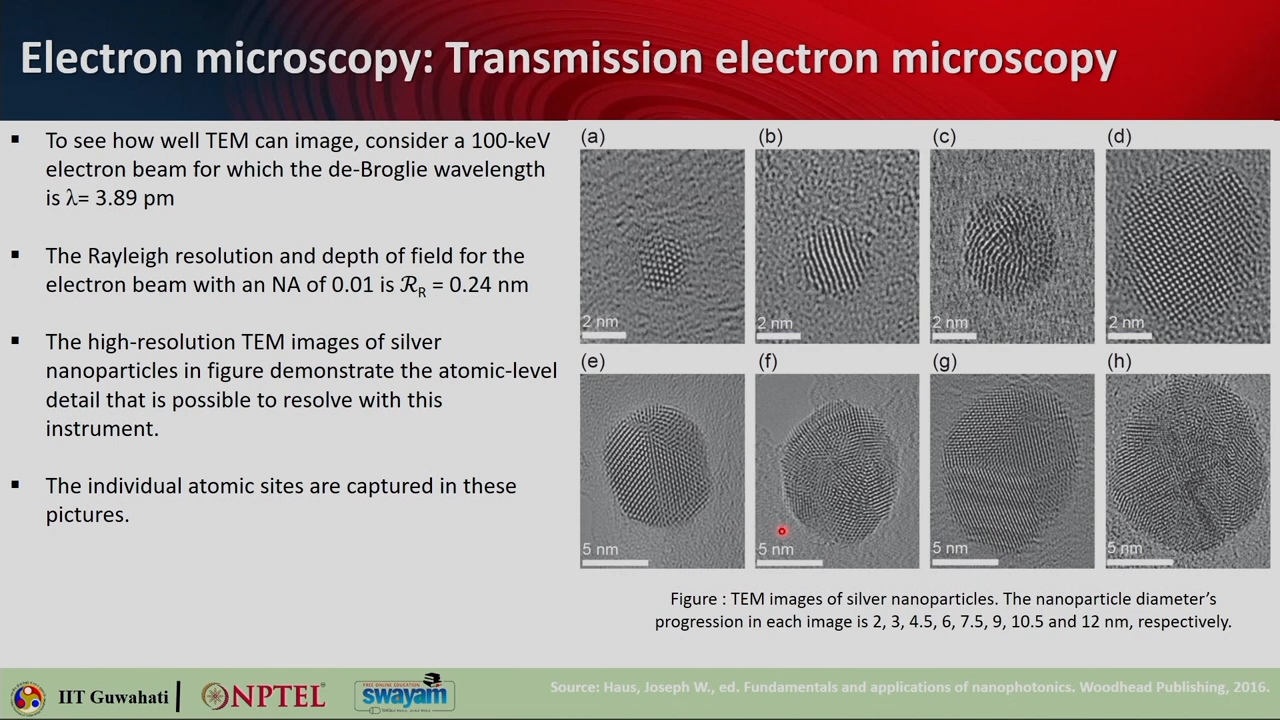 Electron microscopy: Transmission electron microscopy
▪ To see how well TEM can image, consider a 100-keV
electron beam for which the de-Broglie wavelength
is λ= 3.89 pm
▪ The Rayleigh resolution and depth of field for the
electron beam with an NA of 0.01 is ℛR = 0.24 nm
▪ The high-resolution TEM images of silver
nanoparticles in figure demonstrate the atomic-level
detail that is possible to resolve with this
instrument.
▪ The individual atomic sites are captured in these
pictures.
(a) (b) (c) (d)
2 nm 2 nm 2 nm 2 nm
(e) (f) (g) (h)
5 nm 5 nm 5 nm 5 nm
Figure : TEM images of silver nanoparticles. The nanoparticle diameter's
progression in each image is 2, 3, 4.5, 6, 7.5, 9, 10.5 and 12 nm, respectively.
IIT Guwahati
NPTEL
FREE ONLINE EDUCATION
swayam
Source: Haus, Joseph W., ed. Fundamentals and applications of nanophotonics. Woodhead Publishing, 2016.